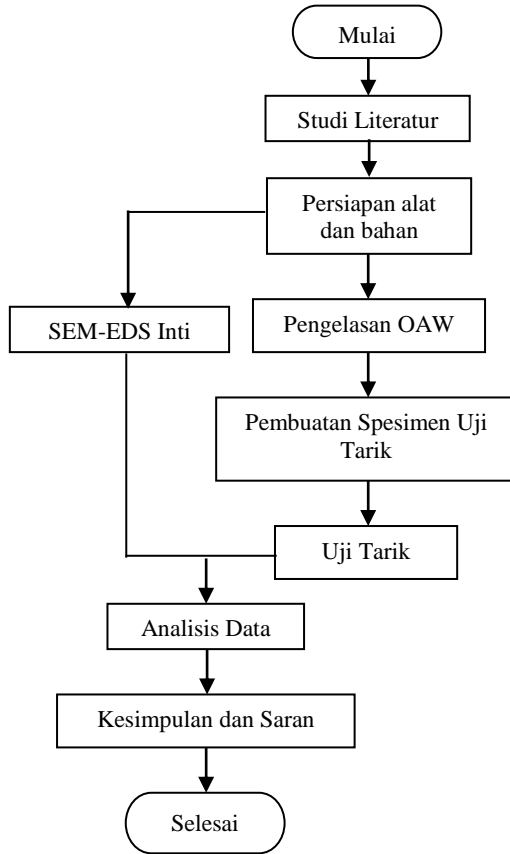 Mulai
Studi Literatur
Persiapan alat
dan bahan
SEM-EDS Inti
Pengelasan OAW
Pembuatan Spesimen Uji
Tarik
Uji Tarik
Analisis Data
Kesimpulan dan Saran
Selesai